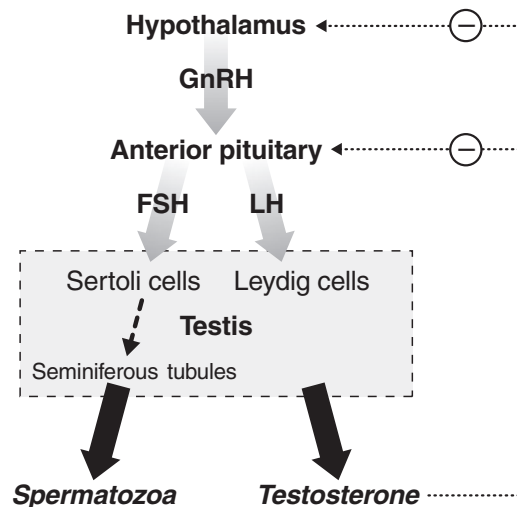 Hypothalamus
−
GnRH
Anterior pituitary
−
FSH LH
Sertoli cells Leydig cells
Testis
Seminiferous tubules
Spermatozoa Testosterone